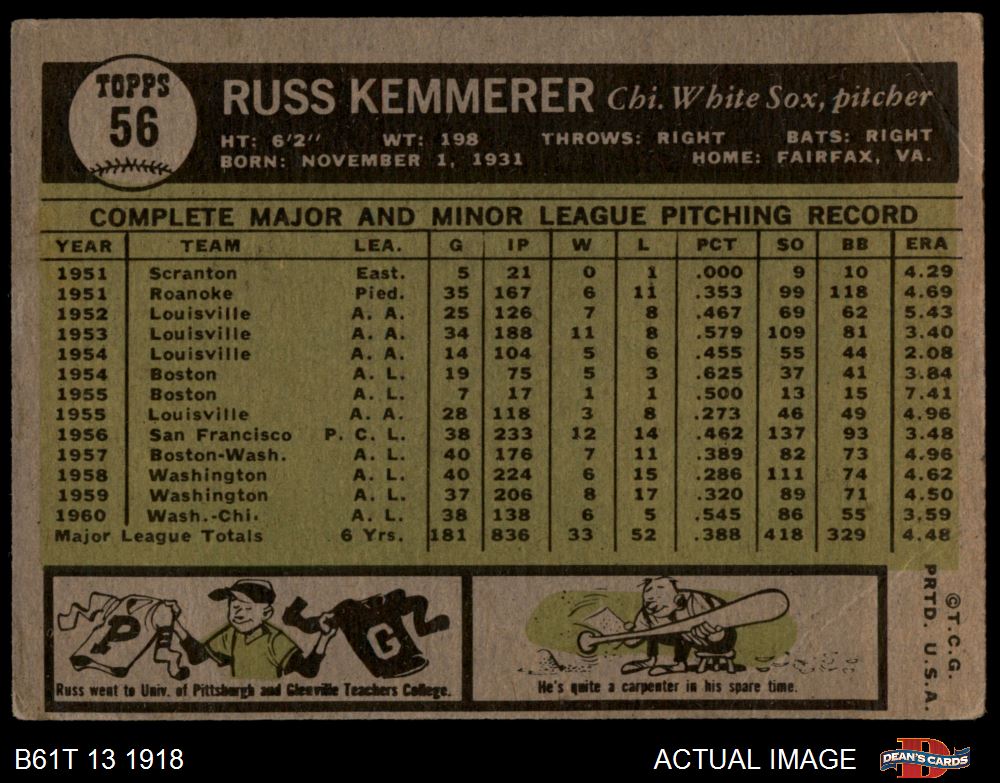 TOPPS
56
RUSS KEMMERER Chi. White Sox, pitcher
HT: 6'2" WT: 198 THROWS: RIGHT BATS: RIGHT
BORN: NOVEMBER 1, 1931 HOME: FAIRFAX, VA.
COMPLETE MAJOR AND MINOR LEAGUE PITCHING RECORD
YEAR TEAM LEA. G IP W L PCT SO BB ERA
1951 Scranton East. 5 21 0 1 .000 9 10 4.29
1951 Roanoke Pied. 35 167 6 11 .353 99 118 4.69
1952 Louisville A. A. 25 126 7 8 .467 69 62 5.43
1953 Louisville A. A. 34 188 11 8 .579 109 81 3.40
1954 Louisville A. A. 14 104 5 6 .455 55 44 2.08
1954 Boston A. L. 19 75 5 3 .625 37 41 3.84
1955 Boston A. L. 7 17 1 1 .500 13 15 7.41
1955 Louisville A. A. 28 118 3 8 .273 46 49 4.96
1956 San Francisco P. C. L. 38 233 12 14 .462 137 93 3.48
1957 Boston-Wash. A. L. 40 176 7 11 .389 82 73 4.96
1958 Washington A. L. 40 224 6 15 .286 111 74 4.62
1959 Washington A. L. 37 206 8 17 .320 89 71 4.50
1960 Wash.-Chi. A. L. 38 138 6 5 .545 86 55 3.59
Major League Totals 6 Yrs. 181 836 33 52 .388 418 329 4.48
P G
Russ went to Univ. of Pittsburgh and Glenville Teachers College.
He's quite a carpenter in his spare time.
©T.C.G.
PRTD. U.S.A.
B61T 13 1918 ACTUAL IMAGE
DEAN'S CARDS